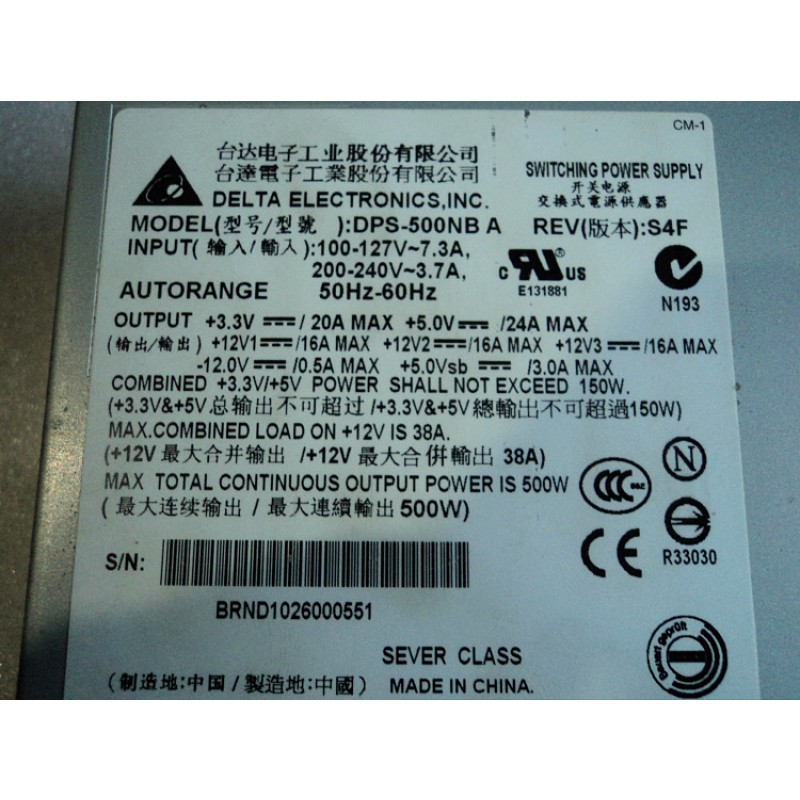 CM-1
台达电子工业股份有限公司
台達電子工業股份有限公司
SWITCHING POWER SUPPLY
DELTA ELECTRONICS,INC.
开关电源
交換式電源供應器
MODEL(型号/型號 ):DPS-500NB A REV(版本):S4F
INPUT( 输入/輸入 ):100-127V~7.3A,
200-240V~3.7A,
AUTORANGE 50Hz-60Hz
c RU US
E131881
N193
OUTPUT +3.3V ⎓/ 20A MAX +5.0V⎓ /24A MAX
(输出/輸出) +12V1⎓/16A MAX +12V2⎓/16A MAX +12V3⎓/16A MAX
-12.0V⎓/0.5A MAX +5.0Vsb ⎓ /3.0A MAX
COMBINED +3.3V/+5V POWER SHALL NOT EXCEED 150W.
(+3.3V&+5V总输出不可超过 /+3.3V&+5V總輸出不可超過150W)
MAX.COMBINED LOAD ON +12V IS 38A.
(+12V 最大合并输出 /+12V 最大合併輸出 38A)
MAX TOTAL CONTINUOUS OUTPUT POWER IS 500W
( 最大连续输出 / 最大連續輸出 500W)
CCC
N
CE
R33030
S/N:
BRND1026000551
SEVER CLASS
Bauart geprüft
(制造地:中国 / 製造地:中國) MADE IN CHINA.